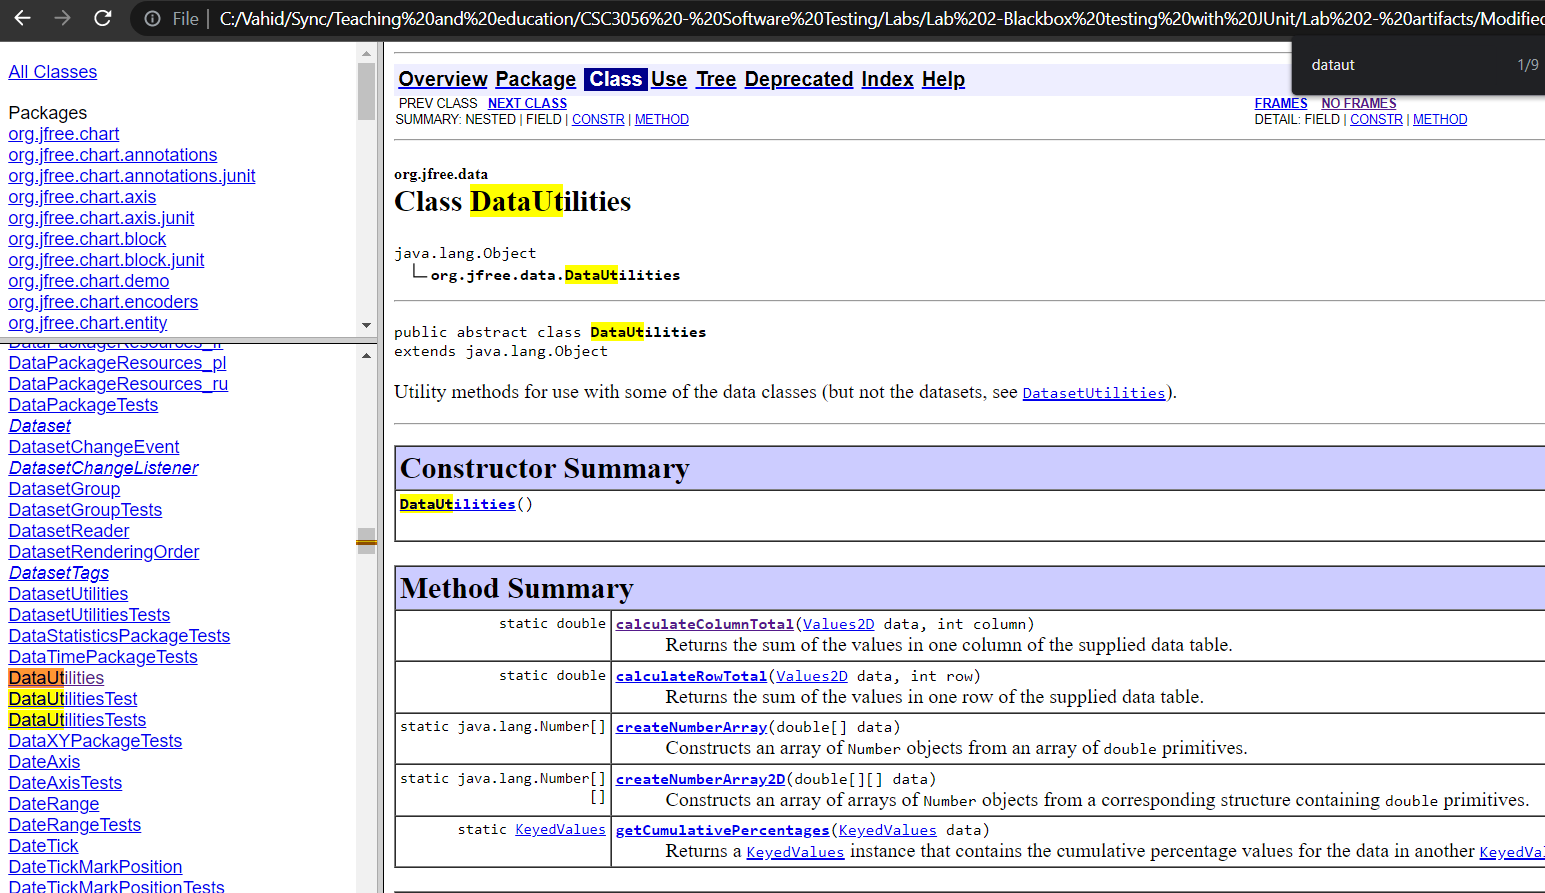 File | C:/Vahid/Sync/Teaching%20and%20education/CSC3056%20-%20Software%20Testing/Labs/Lab%202-Blackbox%20testing%20with%20JUnit/Lab%202-%20artifacts/Modified
dataut 1/9
All Classes
Packages
org.jfree.chart
org.jfree.chart.annotations
org.jfree.chart.annotations.junit
org.jfree.chart.axis
org.jfree.chart.axis.junit
org.jfree.chart.block
org.jfree.chart.block.junit
org.jfree.chart.demo
org.jfree.chart.encoders
org.jfree.chart.entity
DataPackageResources_pl
DataPackageResources_ru
DataPackageTests
Dataset
DatasetChangeEvent
DatasetChangeListener
DatasetGroup
DatasetGroupTests
DatasetReader
DatasetRenderingOrder
DatasetTags
DatasetUtilities
DatasetUtilitiesTests
DataStatisticsPackageTests
DataTimePackageTests
DataUtilities
DataUtilitiesTest
DataUtilitiesTests
DataXYPackageTests
DateAxis
DateAxisTests
DateRange
DateRangeTests
DateTick
DateTickMarkPosition
DateTickMarkPositionTests
Overview Package Class Use Tree Deprecated Index Help
PREV CLASS NEXT CLASS FRAMES NO FRAMES
SUMMARY: NESTED | FIELD | CONSTR | METHOD DETAIL: FIELD | CONSTR | METHOD
org.jfree.data
Class DataUtilities
java.lang.Object
org.jfree.data.DataUtilities
public abstract class DataUtilities
extends java.lang.Object
Utility methods for use with some of the data classes (but not the datasets, see DatasetUtilities).
Constructor Summary
DataUtilities()
Method Summary
static double calculateColumnTotal(Values2D data, int column)
Returns the sum of the values in one column of the supplied data table.
static double calculateRowTotal(Values2D data, int row)
Returns the sum of the values in one row of the supplied data table.
static java.lang.Number[] createNumberArray(double[] data)
Constructs an array of Number objects from an array of double primitives.
static java.lang.Number[] createNumberArray2D(double[][] data)
[] Constructs an array of arrays of Number objects from a corresponding structure containing double primitives.
static KeyedValues getCumulativePercentages(KeyedValues data)
Returns a KeyedValues instance that contains the cumulative percentage values for the data in another